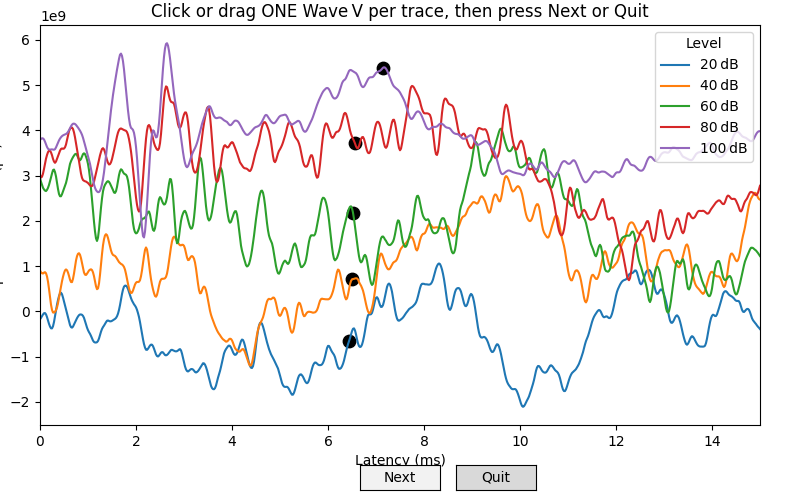 Click or drag ONE Wave V per trace, then press Next or Quit
1e9
6
5
4
3
2
1
0
−1
−2
0 2 4 6 8 10 12 14
Latency (ms)
Level
20 dB
40 dB
60 dB
80 dB
100 dB
Next Quit